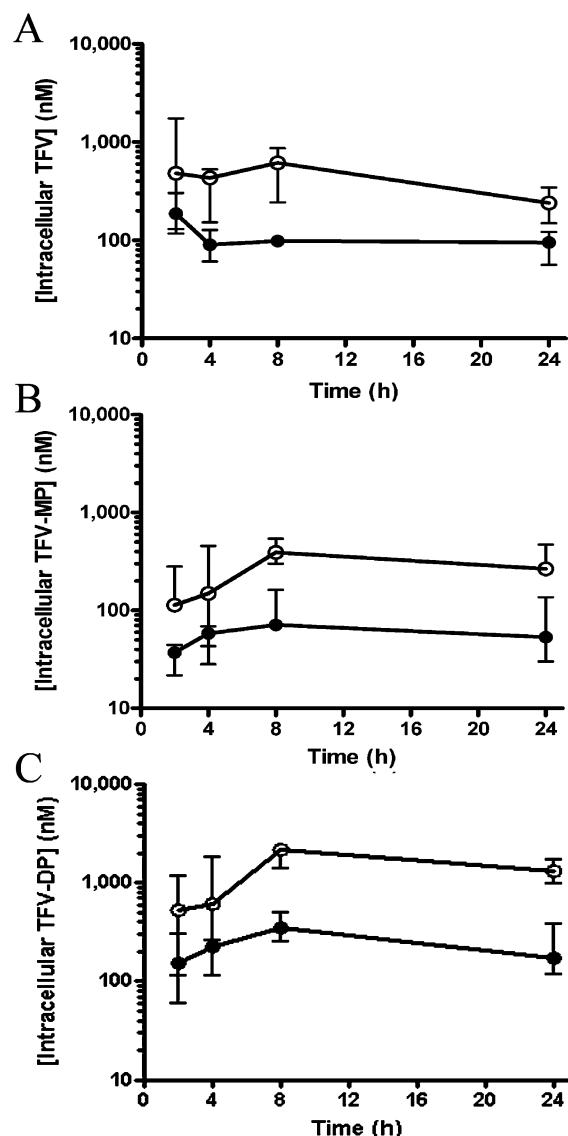 A
[Intracellular TFV] (nM)
10,000
1,000
100
10
0 4 8 12 16 20 24
Time (h)
B
[Intracellular TFV-MP] (nM)
10,000
1,000
100
10
0 4 8 12 16 20 24
Time (h)
C
[Intracellular TFV-DP] (nM)
10,000
1,000
100
10
0 4 8 12 16 20 24
Time (h)